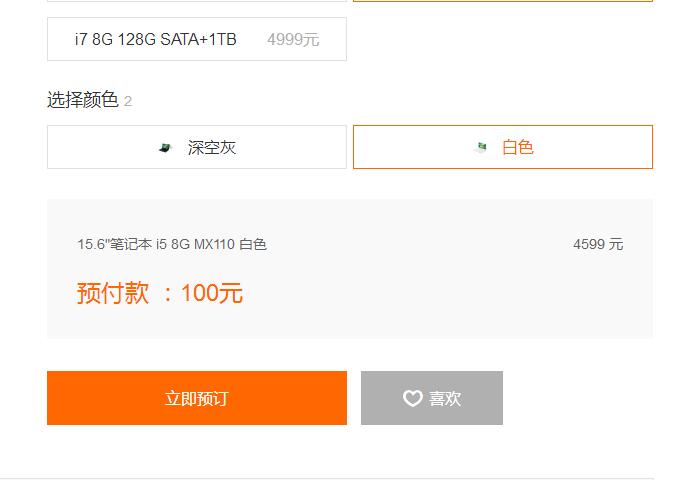 i7 8G 128G SATA+1TB 4999元
选择颜色 2
深空灰 白色
15.6"笔记本 i5 8G MX110 白色 4599 元
预付款 ：100元
立即预订 喜欢